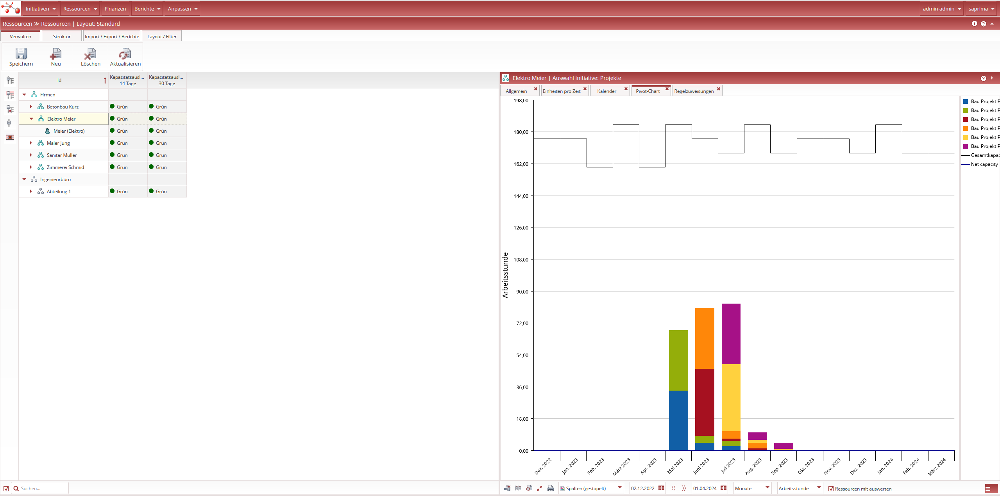 Initiativen Ressourcen Finanzen Berichte Anpassen admin admin saprima
Ressourcen ≫ Ressourcen | Layout: Standard
Verwalten Struktur Import / Export / Berichte Layout / Filter
Speichern Neu Löschen Aktualisieren
Id Kapazitätsausl... 14 Tage Kapazitätsausl... 30 Tage
Firmen
Betonbau Kurz Grün Grün
Elektro Meier Grün Grün
Meier (Elektro) Grün Grün
Maler Jung Grün Grün
Sanitär Müller Grün Grün
Zimmerei Schmid Grün Grün
Ingenieurbüro
Abteilung 1 Grün Grün
Suchen...
Elektro Meier | Auswahl Initiative: Projekte
Allgemein Einheiten pro Zeit Kalender Pivot-Chart Regelzuweisungen
198,00
180,00
162,00
144,00
126,00
108,00
90,00
72,00
54,00
36,00
18,00
0,00
Arbeitsstunde
Dez. 2022 Jan. 2023 Feb. 2023 März 2023 Apr. 2023 Mai 2023 Juni 2023 Juli 2023 Aug. 2023 Sep. 2023 Okt. 2023 Nov. 2023 Dez. 2023 Jan. 2024 Feb. 2024 März 2024
Bau Projekt P
Bau Projekt P
Bau Projekt P
Bau Projekt P
Bau Projekt P
Bau Projekt P
Gesamtkapaz
Net capacity
Spalten (gestapelt) 02.12.2022 01.04.2024 Monate Arbeitsstunde Ressourcen mit auswerten